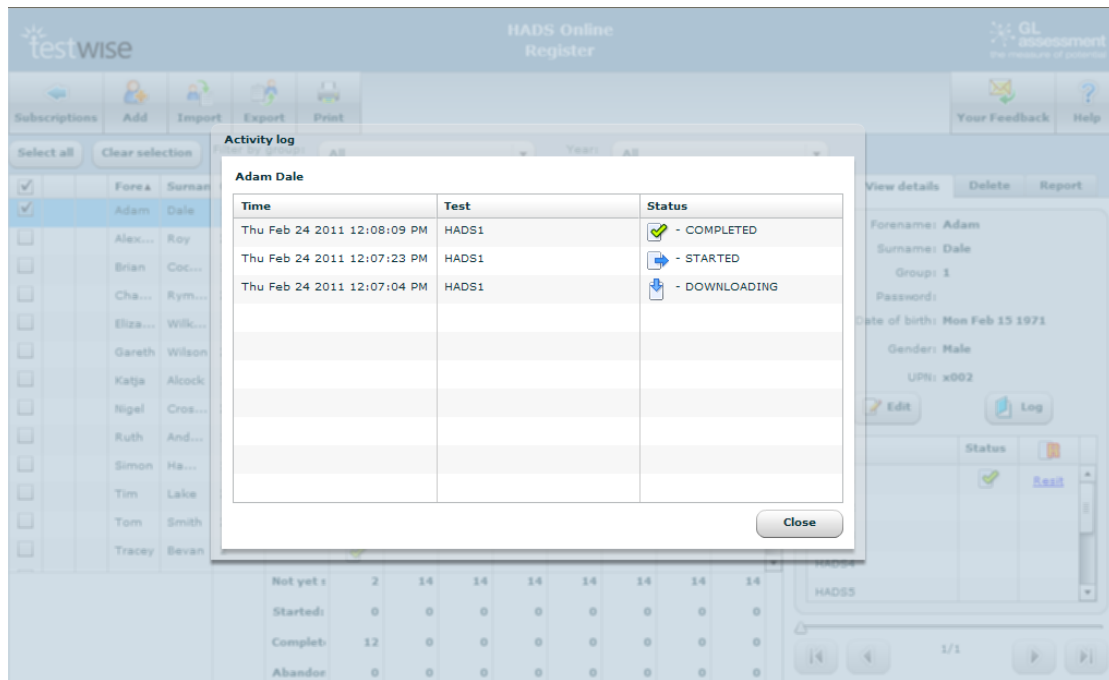 testwise
HADS Online
Register
GL
assessment
the measure of potential
Subscriptions Add Import Export Print Your Feedback Help
Activity log
Select all Clear selection Filter by group: All Year: All
Adam Dale
View details Delete Report
Fore Surnan
Time Test Status
Thu Feb 24 2011 12:08:09 PM HADS1 - COMPLETED
Thu Feb 24 2011 12:07:23 PM HADS1 - STARTED
Thu Feb 24 2011 12:07:04 PM HADS1 - DOWNLOADING
Close
Adam Dale
Alex... Roy
Brian Coc...
Cha... Rym...
Eliza... Wilk...
Gareth Wilson
Katja Alcock
Nigel Cros...
Ruth And...
Simon Ha...
Tim Lake
Tom Smith
Tracey Bevan
Forename: Adam
Surname: Dale
Group: 1
Password:
Date of birth: Mon Feb 15 1971
Gender: Male
UPN: x002
Edit Log
Status
Resit
HADS4
HADS5
Not yet s 2 14 14 14 14 14 14 14
Started: 0 0 0 0 0 0 0 0
Complet 12 0 0 0 0 0 0 0
Abandor 0 0 0 0 0 0 0 0
1/1